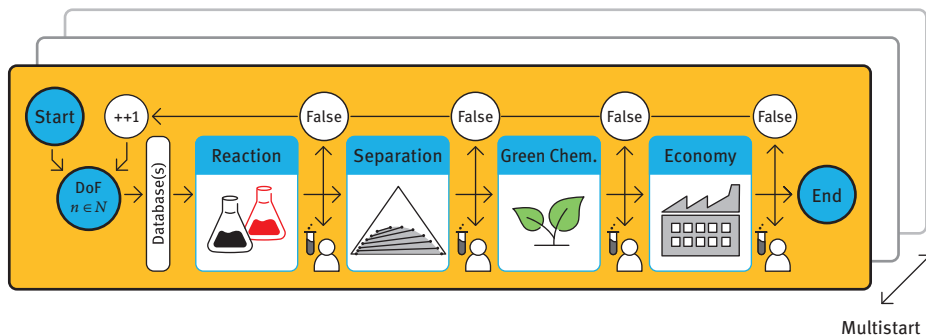 Start
++1
False
False
False
False
Reaction
Separation
Green Chem.
Economy
DoF
n ∈ N
Database(s)
End
Multistart